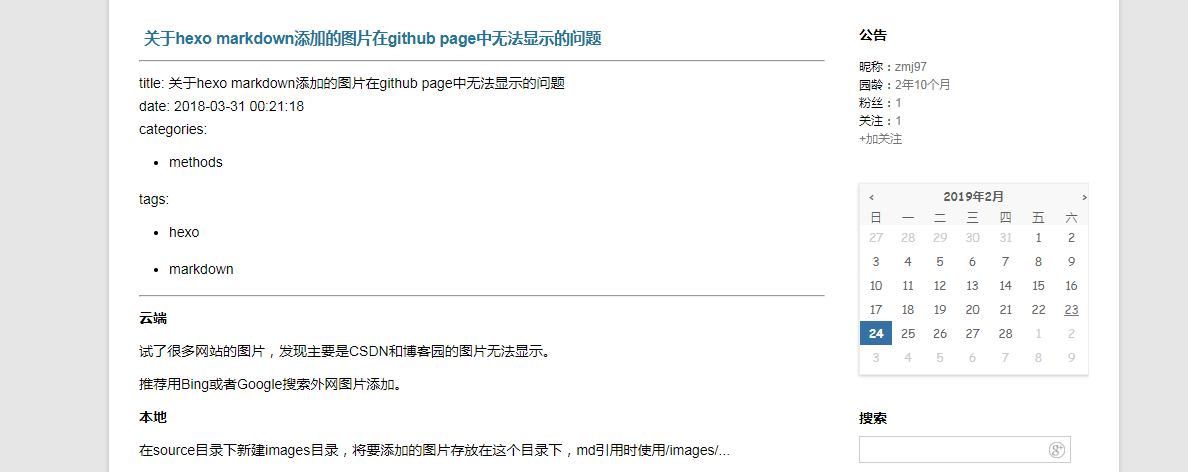 关于hexo markdown添加的图片在github page中无法显示的问题
title: 关于hexo markdown添加的图片在github page中无法显示的问题
date: 2018-03-31 00:21:18
categories:
methods
tags:
hexo
markdown
云端
试了很多网站的图片，发现主要是CSDN和博客园的图片无法显示。
推荐用Bing或者Google搜索外网图片添加。
本地
在source目录下新建images目录，将要添加的图片存放在这个目录下，md引用时使用/images/...
公告
昵称：zmj97
园龄：2年10个月
粉丝：1
关注：1
+加关注
< 2019年2月 >
日 一 二 三 四 五 六
27 28 29 30 31 1 2
3 4 5 6 7 8 9
10 11 12 13 14 15 16
17 18 19 20 21 22 23
24 25 26 27 28 1 2
3 4 5 6 7 8 9
搜索
g+